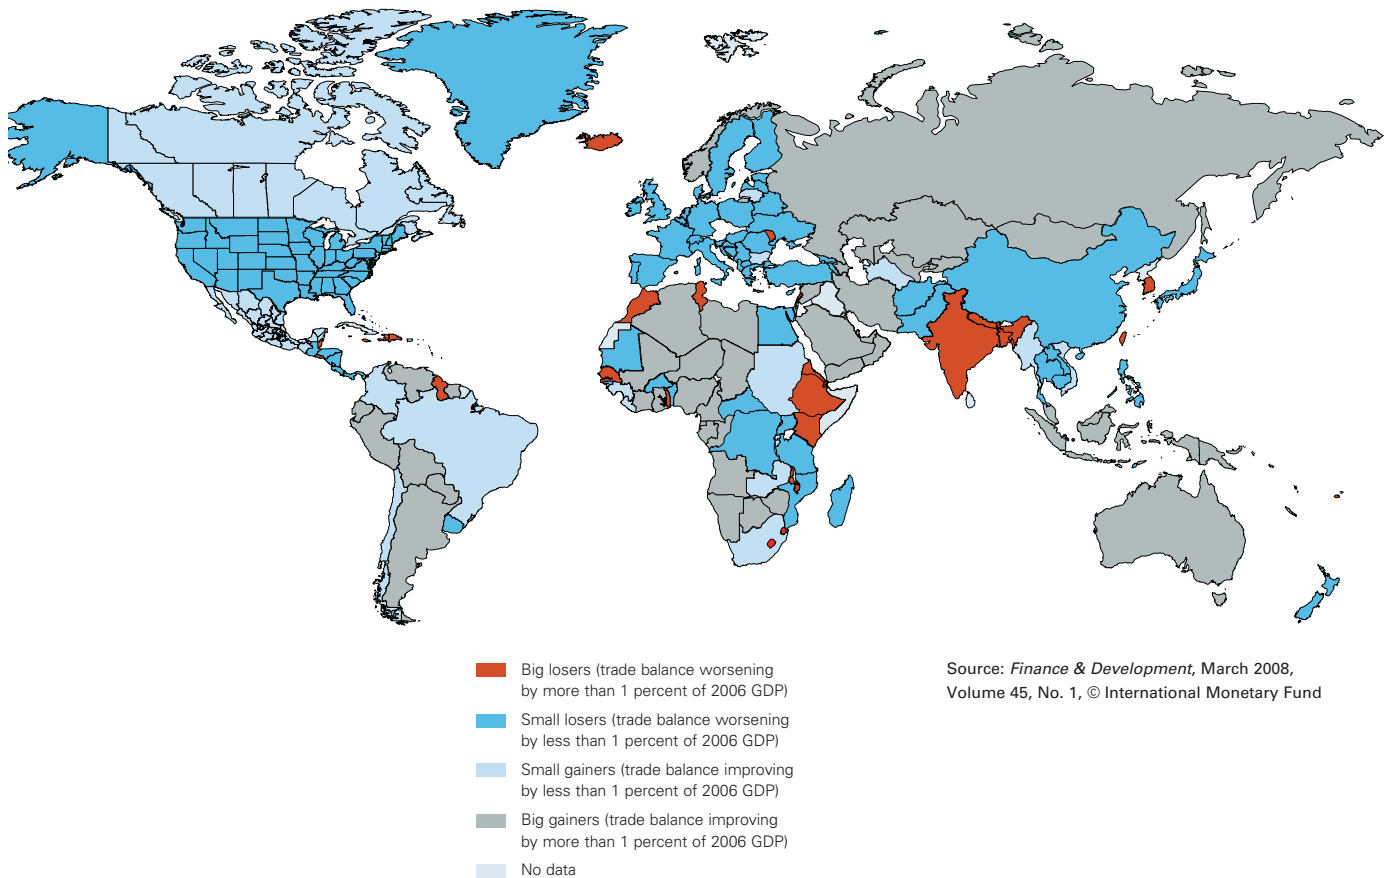 Big losers (trade balance worsening
by more than 1 percent of 2006 GDP)
Small losers (trade balance worsening
by less than 1 percent of 2006 GDP)
Small gainers (trade balance improving
by less than 1 percent of 2006 GDP)
Big gainers (trade balance improving
by more than 1 percent of 2006 GDP)
No data
Source: Finance & Development, March 2008,
Volume 45, No. 1, © International Monetary Fund